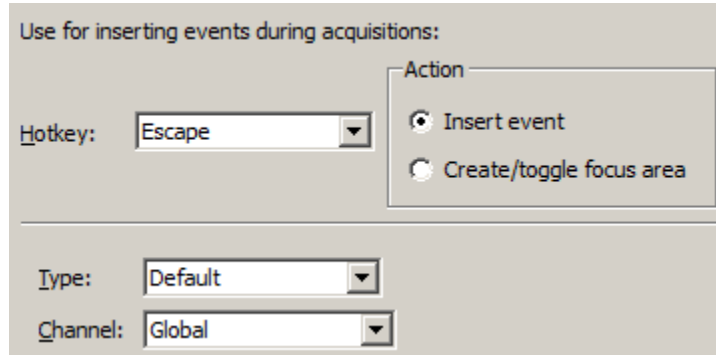 Use for inserting events during acquisitions:
Action
Hotkey: Escape
Insert event
Create/toggle focus area
Type: Default
Channel: Global